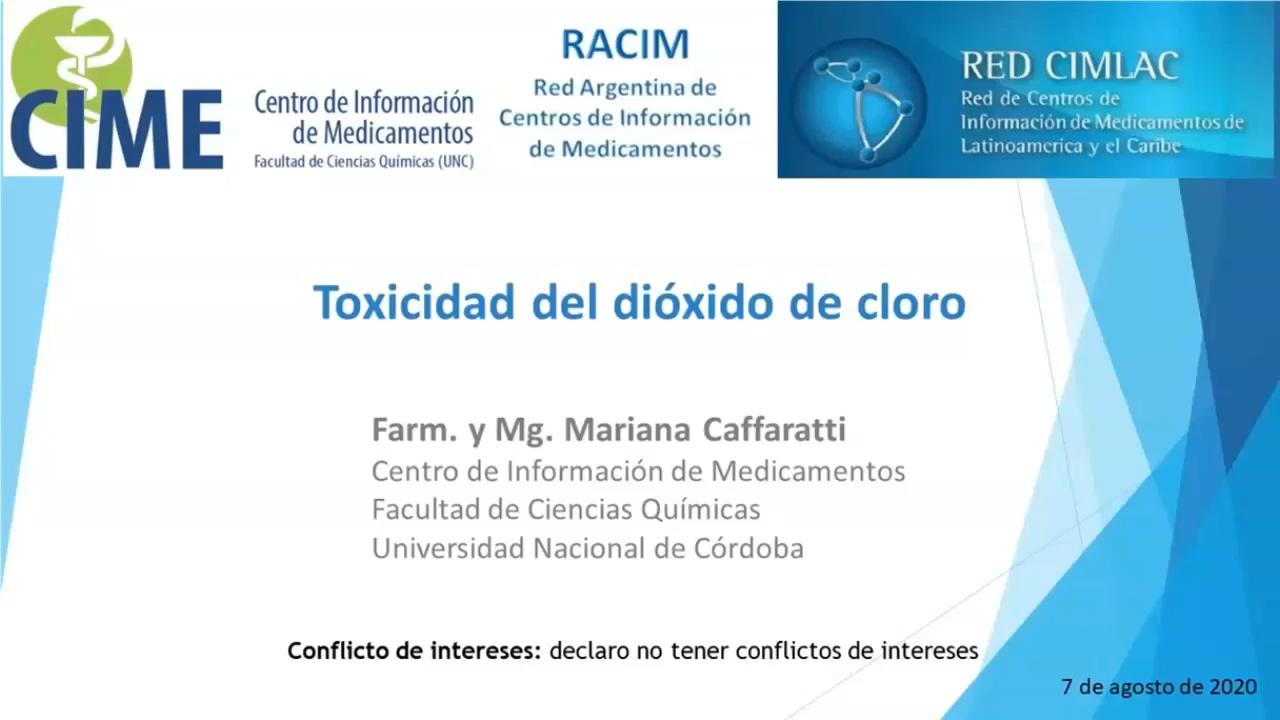 CIME
Centro de Información
de Medicamentos
Facultad de Ciencias Químicas (UNC)
RACIM
Red Argentina de
Centros de Información
de Medicamentos
RED CIMLAC
Red de Centros de
Información de Medicamentos de
Latinoamerica y el Caribe
Toxicidad del dióxido de cloro
Farm. y Mg. Mariana Caffaratti
Centro de Información de Medicamentos
Facultad de Ciencias Químicas
Universidad Nacional de Córdoba
Conflicto de intereses: declaro no tener conflictos de intereses
7 de agosto de 2020